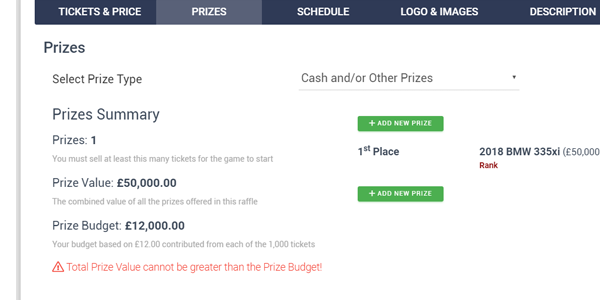 TICKETS & PRICE PRIZES SCHEDULE LOGO & IMAGES DESCRIPTION
Prizes
Select Prize Type Cash and/or Other Prizes
Prizes Summary
+ ADD NEW PRIZE
Prizes: 1
You must sell at least this many tickets for the game to start
1st Place 2018 BMW 335xi (£50,000
Rank
Prize Value: £50,000.00
+ ADD NEW PRIZE
The combined value of all the prizes offered in this raffle
Prize Budget: £12,000.00
Your budget based on £12.00 contributed from each of the 1,000 tickets
Total Prize Value cannot be greater than the Prize Budget!